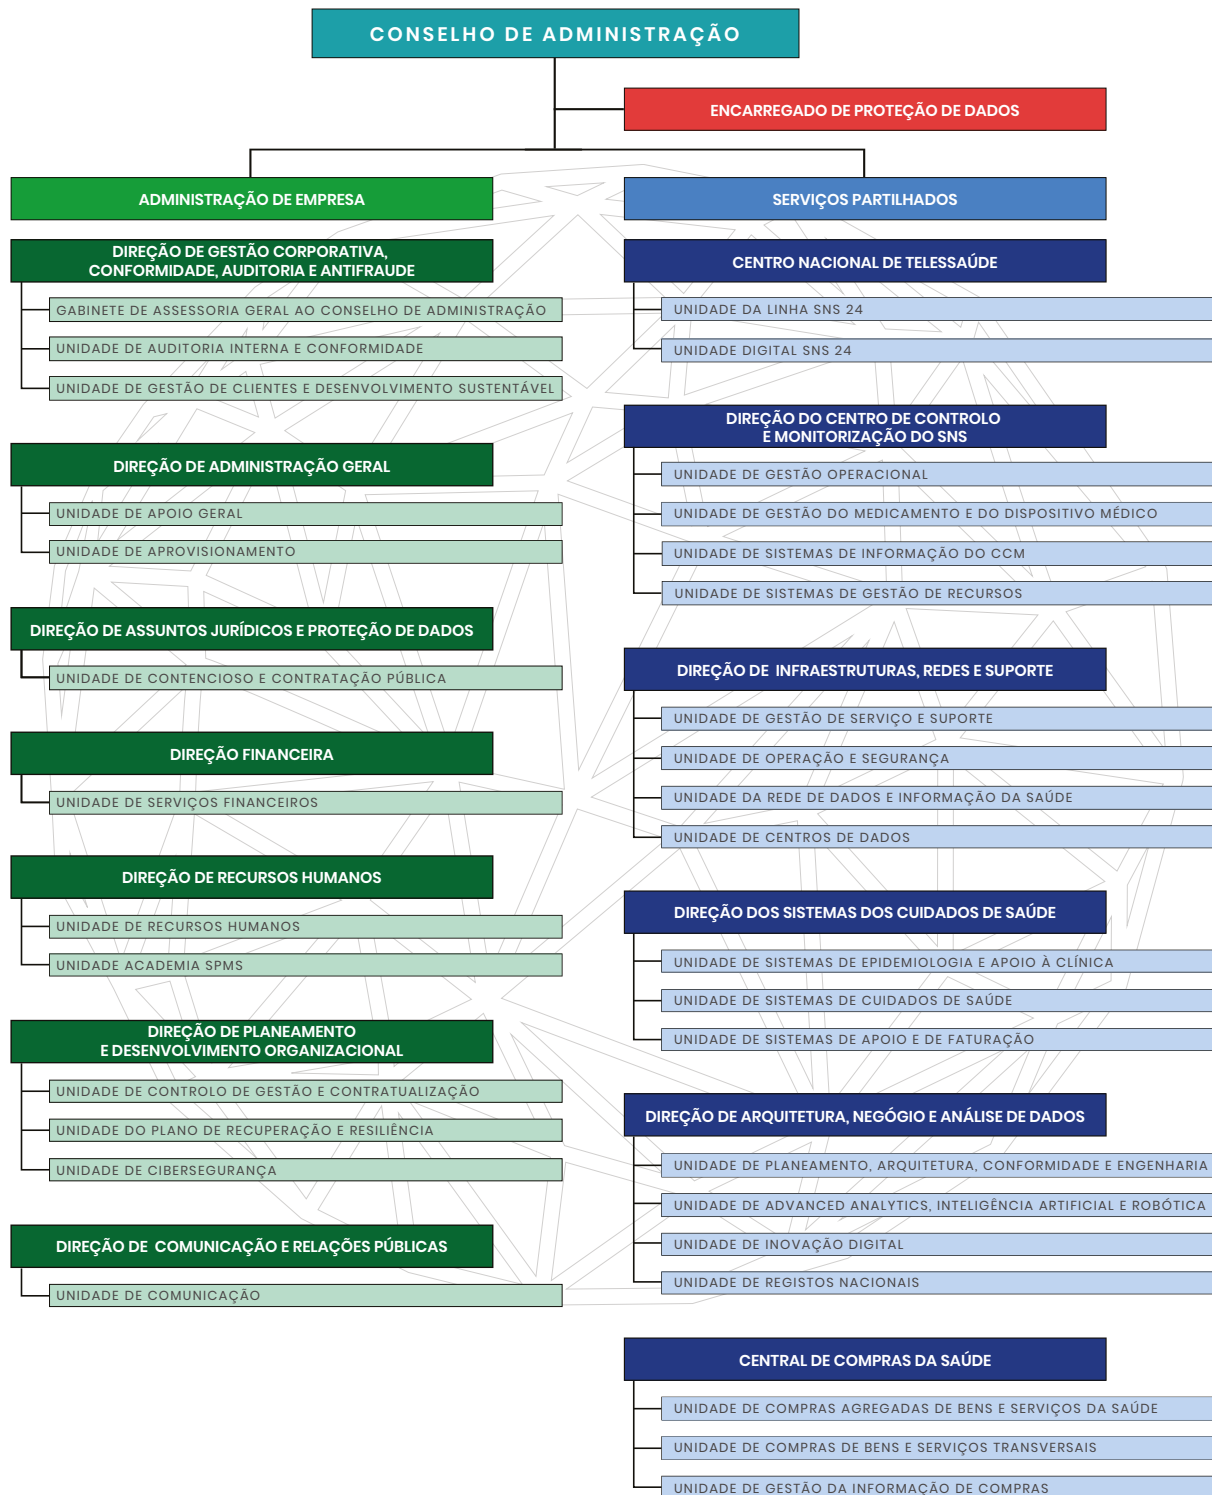 CONSELHO DE ADMINISTRAÇÃO
ENCARREGADO DE PROTEÇÃO DE DADOS
ADMINISTRAÇÃO DE EMPRESA
DIREÇÃO DE GESTÃO CORPORATIVA,
CONFORMIDADE, AUDITORIA E ANTIFRAUDE
GABINETE DE ASSESSORIA GERAL AO CONSELHO DE ADMINISTRAÇÃO
UNIDADE DE AUDITORIA INTERNA E CONFORMIDADE
UNIDADE DE GESTÃO DE CLIENTES E DESENVOLVIMENTO SUSTENTÁVEL
DIREÇÃO DE ADMINISTRAÇÃO GERAL
UNIDADE DE APOIO GERAL
UNIDADE DE APROVISIONAMENTO
DIREÇÃO DE ASSUNTOS JURÍDICOS E PROTEÇÃO DE DADOS
UNIDADE DE CONTENCIOSO E CONTRATAÇÃO PÚBLICA
DIREÇÃO FINANCEIRA
UNIDADE DE SERVIÇOS FINANCEIROS
DIREÇÃO DE RECURSOS HUMANOS
UNIDADE DE RECURSOS HUMANOS
UNIDADE ACADEMIA SPMS
DIREÇÃO DE PLANEAMENTO
E DESENVOLVIMENTO ORGANIZACIONAL
UNIDADE DE CONTROLO DE GESTÃO E CONTRATUALIZAÇÃO
UNIDADE DO PLANO DE RECUPERAÇÃO E RESILIÊNCIA
UNIDADE DE CIBERSEGURANÇA
DIREÇÃO DE COMUNICAÇÃO E RELAÇÕES PÚBLICAS
UNIDADE DE COMUNICAÇÃO
SERVIÇOS PARTILHADOS
CENTRO NACIONAL DE TELESSAÚDE
UNIDADE DA LINHA SNS 24
UNIDADE DIGITAL SNS 24
DIREÇÃO DO CENTRO DE CONTROLO
E MONITORIZAÇÃO DO SNS
UNIDADE DE GESTÃO OPERACIONAL
UNIDADE DE GESTÃO DO MEDICAMENTO E DO DISPOSITIVO MÉDICO
UNIDADE DE SISTEMAS DE INFORMAÇÃO DO CCM
UNIDADE DE SISTEMAS DE GESTÃO DE RECURSOS
DIREÇÃO DE INFRAESTRUTURAS, REDES E SUPORTE
UNIDADE DE GESTÃO DE SERVIÇO E SUPORTE
UNIDADE DE OPERAÇÃO E SEGURANÇA
UNIDADE DA REDE DE DADOS E INFORMAÇÃO DA SAÚDE
UNIDADE DE CENTROS DE DADOS
DIREÇÃO DOS SISTEMAS DOS CUIDADOS DE SAÚDE
UNIDADE DE SISTEMAS DE EPIDEMIOLOGIA E APOIO À CLÍNICA
UNIDADE DE SISTEMAS DE CUIDADOS DE SAÚDE
UNIDADE DE SISTEMAS DE APOIO E DE FATURAÇÃO
DIREÇÃO DE ARQUITETURA, NEGÓGIO E ANÁLISE DE DADOS
UNIDADE DE PLANEAMENTO, ARQUITETURA, CONFORMIDADE E ENGENHARIA
UNIDADE DE ADVANCED ANALYTICS, INTELIGÊNCIA ARTIFICIAL E ROBÓTICA
UNIDADE DE INOVAÇÃO DIGITAL
UNIDADE DE REGISTOS NACIONAIS
CENTRAL DE COMPRAS DA SAÚDE
UNIDADE DE COMPRAS AGREGADAS DE BENS E SERVIÇOS DA SAÚDE
UNIDADE DE COMPRAS DE BENS E SERVIÇOS TRANSVERSAIS
UNIDADE DE GESTÃO DA INFORMAÇÃO DE COMPRAS